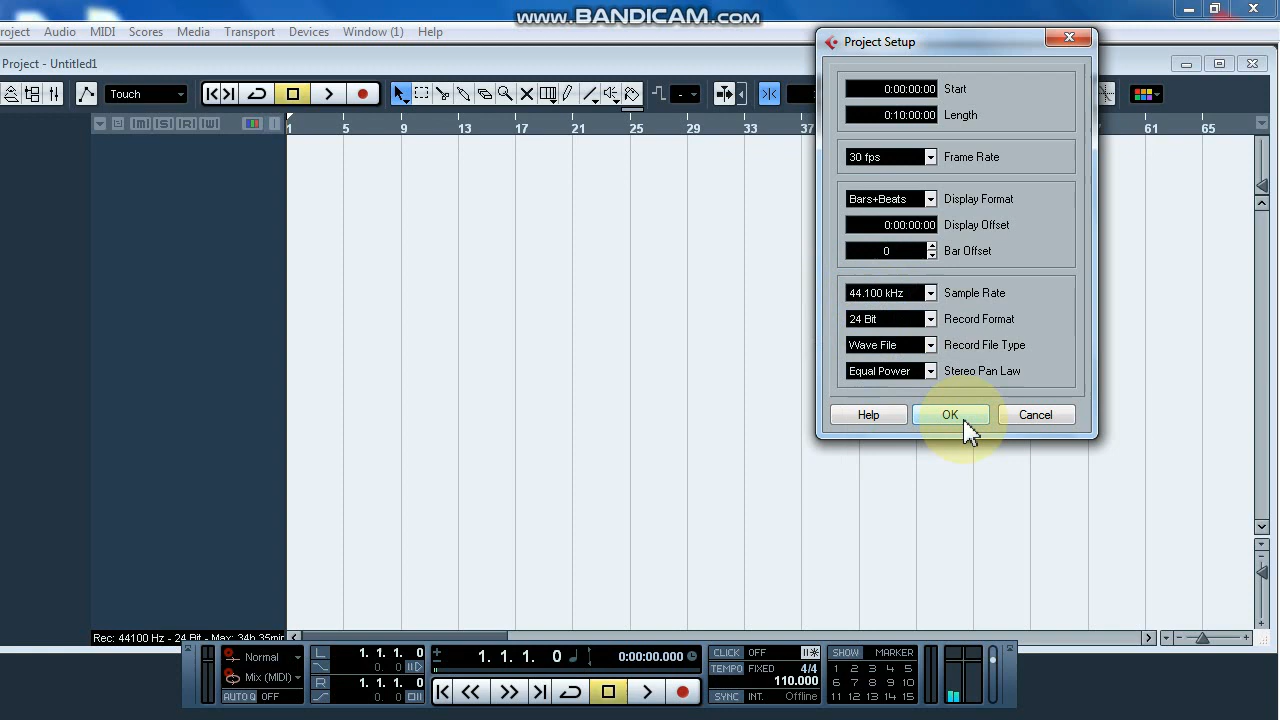 www.BANDICAM.com
roject Audio MIDI Scores Media Transport Devices Window (1) Help
Project - Untitled1
Touch
-
1 5 9 13 17 21 25 29 33 37 61 65
Project Setup
0:00:00:00 Start
0:10:00:00 Length
30 fps Frame Rate
Bars+Beats Display Format
0:00:00:00 Display Offset
0 Bar Offset
44.100 kHz Sample Rate
24 Bit Record Format
Wave File Record File Type
Equal Power Stereo Pan Law
Help OK Cancel
Rec: 44100 Hz - 24 Bit - Max: 34h 35min
Normal
Mix (MIDI)
AUTO Q OFF
L 1. 1. 1. 0
0. 0
R 1. 1. 1. 0
0. 0
1. 1. 1. 0 0:00:00.000
CLICK OFF
TEMPO FIXED 4/4
110.000
SYNC INT. Offline
SHOW MARKER
1 2 3 4 5
6 7 8 9 10
11 12 13 14 15